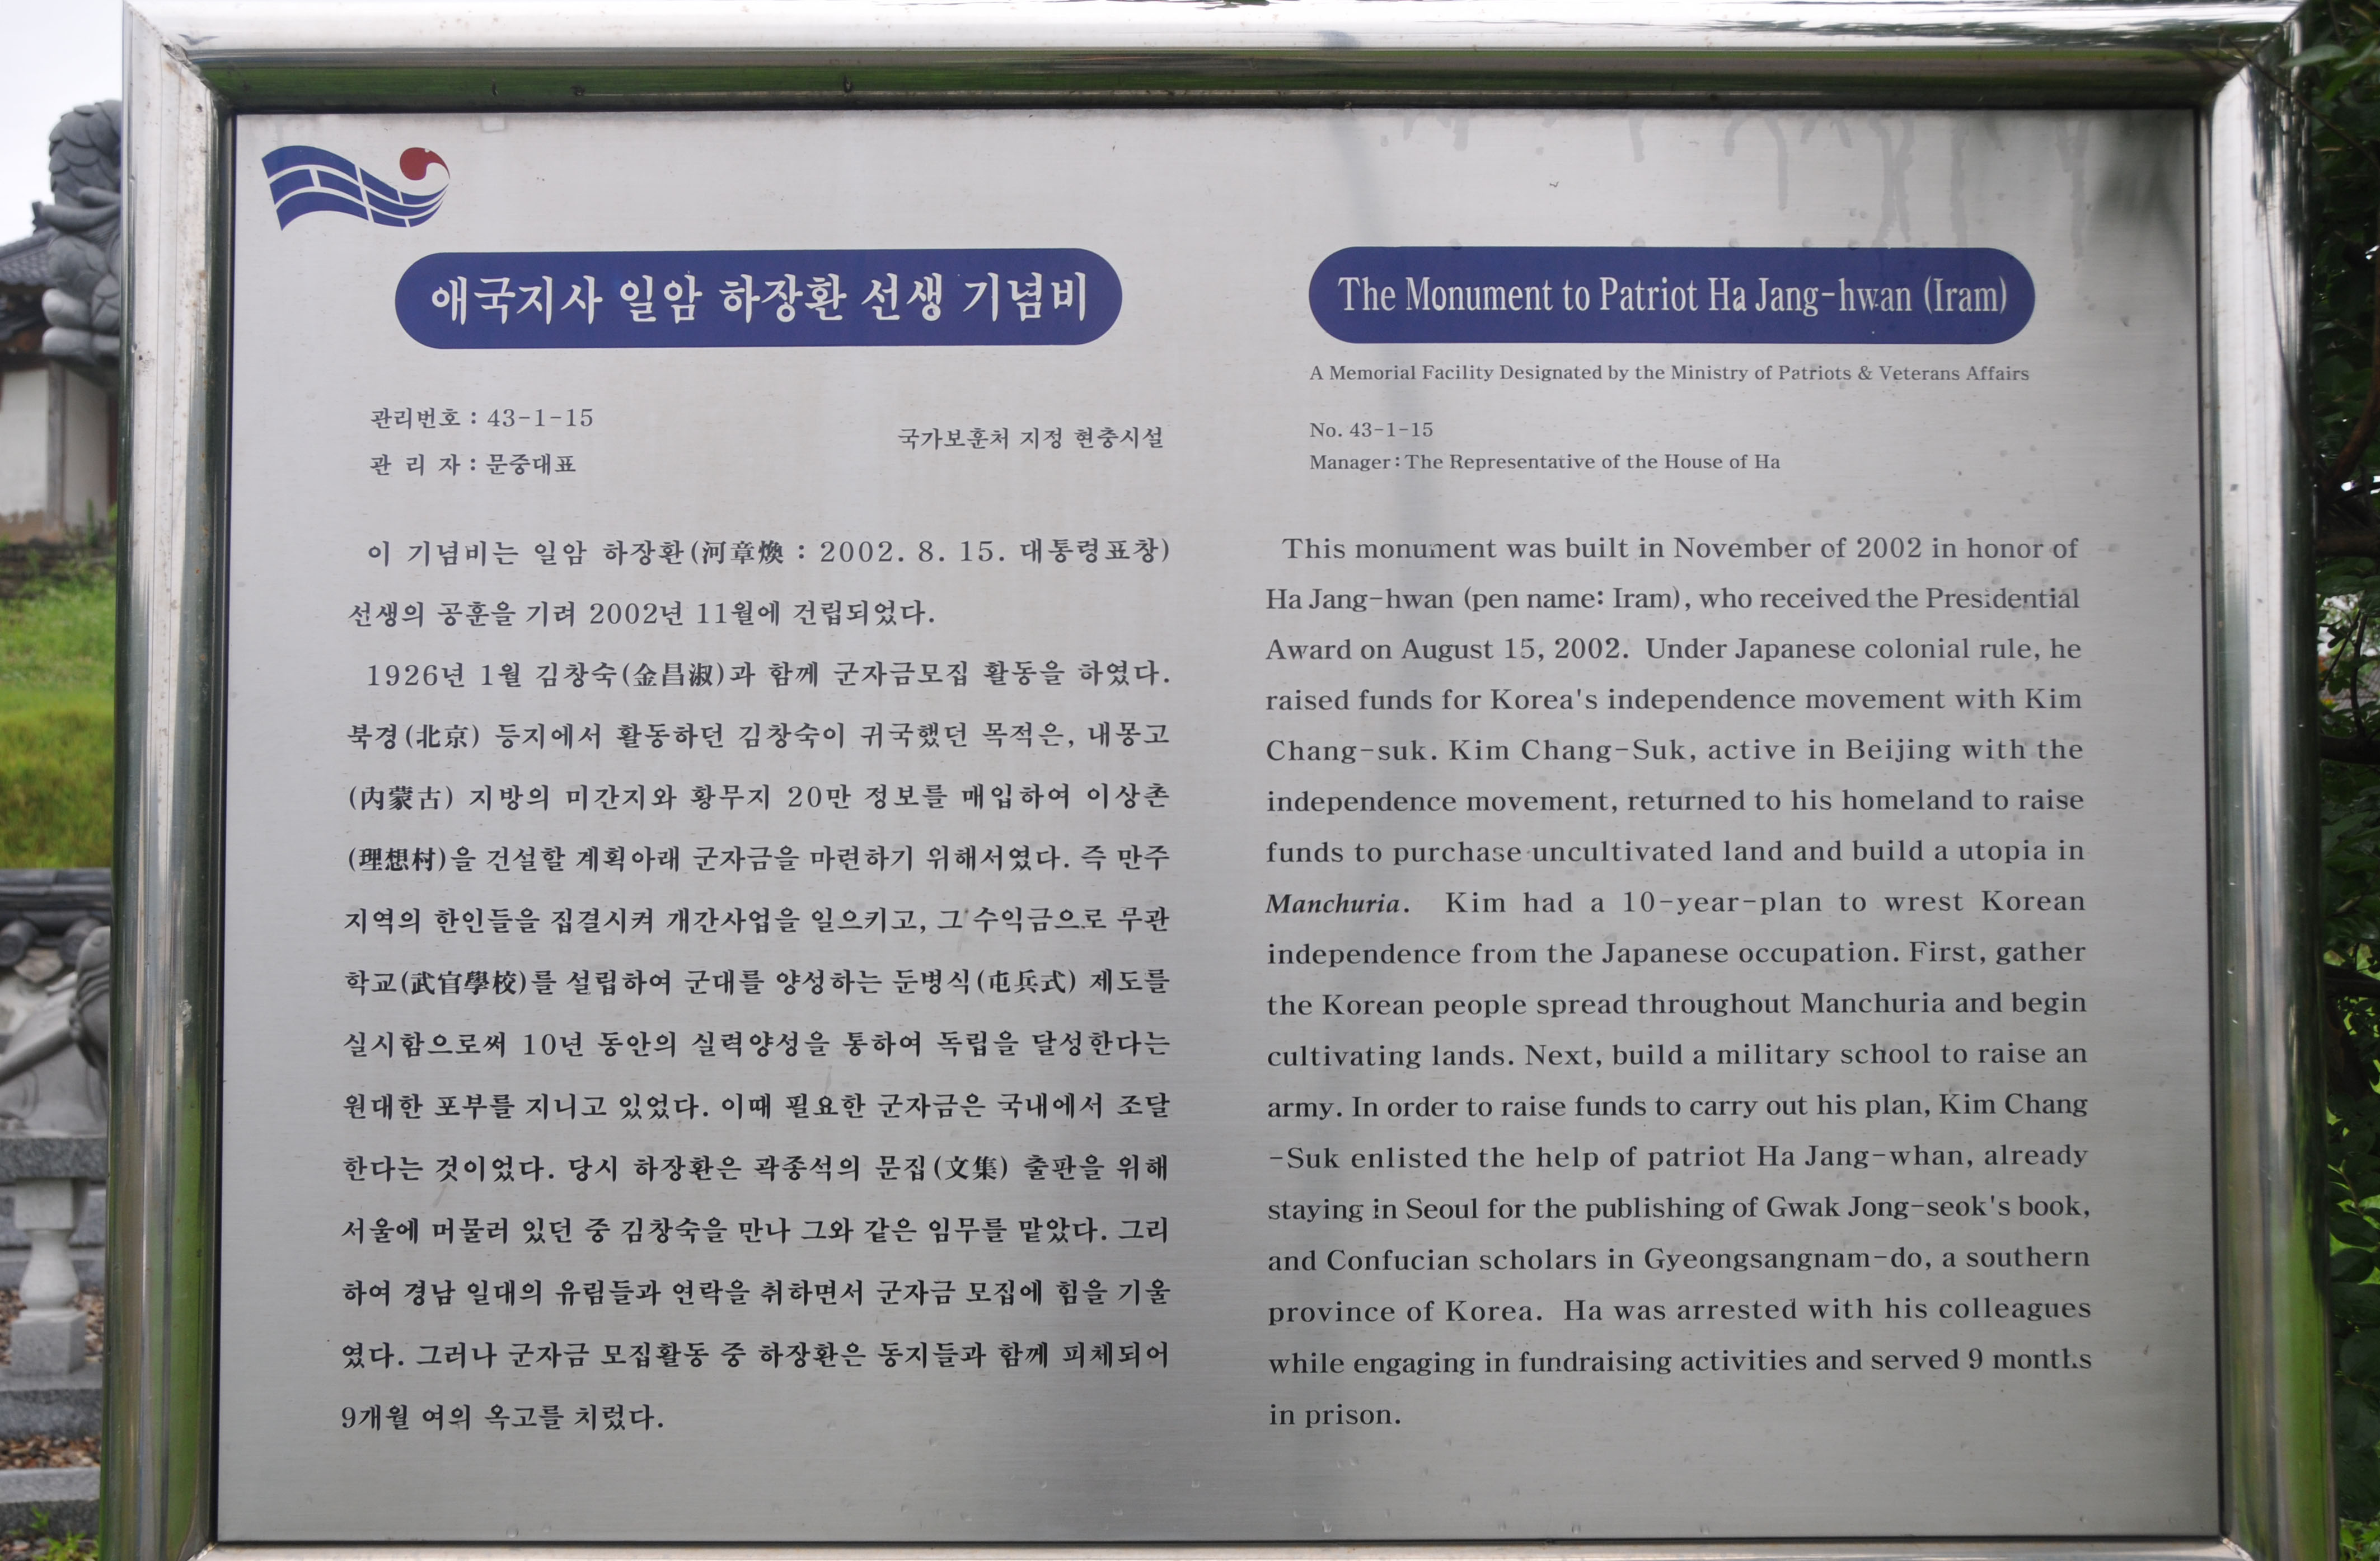 애국지사 일암 하장환 선생 기념비
관리번호 : 43-1-15
관 리 자 : 문중대표
국가보훈처 지정 현충시설
이 기념비는 일암 하장환(河章煥 : 2002. 8. 15. 대통령표창)
선생의 공훈을 기려 2002년 11월에 건립되었다.
1926년 1월 김창숙(金昌淑)과 함께 군자금모집 활동을 하였다.
북경(北京) 등지에서 활동하던 김창숙이 귀국했던 목적은, 내몽고
(内蒙古) 지방의 미간지와 황무지 20만 정보를 매입하여 이상촌
(理想村)을 건설할 계획아래 군자금을 마련하기 위해서였다. 즉 만주
지역의 한인들을 집결시켜 개간사업을 일으키고, 그 수익금으로 무관
학교(武官學校)를 설립하여 군대를 양성하는 둔병식(屯兵式) 제도를
실시함으로써 10년 동안의 실력양성을 통하여 독립을 달성한다는
원대한 포부를 지니고 있었다. 이때 필요한 군자금은 국내에서 조달
한다는 것이었다. 당시 하장환은 곽종석의 문집(文集) 출판을 위해
서울에 머물러 있던 중 김창숙을 만나 그와 같은 임무를 맡았다. 그리
하여 경남 일대의 유림들과 연락을 취하면서 군자금 모집에 힘을 기울
였다. 그러나 군자금 모집활동 중 하장환은 동지들과 함께 피체되어
9개월 여의 옥고를 치렀다.
The Monument to Patriot Ha Jang-hwan (Iram)
A Memorial Facility Designated by the Ministry of Patriots & Veterans Affairs
No. 43-1-15
Manager : The Representative of the House of Ha
This monument was built in November of 2002 in honor of
Ha Jang-hwan (pen name: Iram), who received the Presidential
Award on August 15, 2002. Under Japanese colonial rule, he
raised funds for Korea's independence movement with Kim
Chang-suk. Kim Chang-Suk, active in Beijing with the
independence movement, returned to his homeland to raise
funds to purchase uncultivated land and build a utopia in
Manchuria. Kim had a 10-year-plan to wrest Korean
independence from the Japanese occupation. First, gather
the Korean people spread throughout Manchuria and begin
cultivating lands. Next, build a military school to raise an
army. In order to raise funds to carry out his plan, Kim Chang
-Suk enlisted the help of patriot Ha Jang-whan, already
staying in Seoul for the publishing of Gwak Jong-seok's book,
and Confucian scholars in Gyeongsangnam-do, a southern
province of Korea. Ha was arrested with his colleagues
while engaging in fundraising activities and served 9 months
in prison.